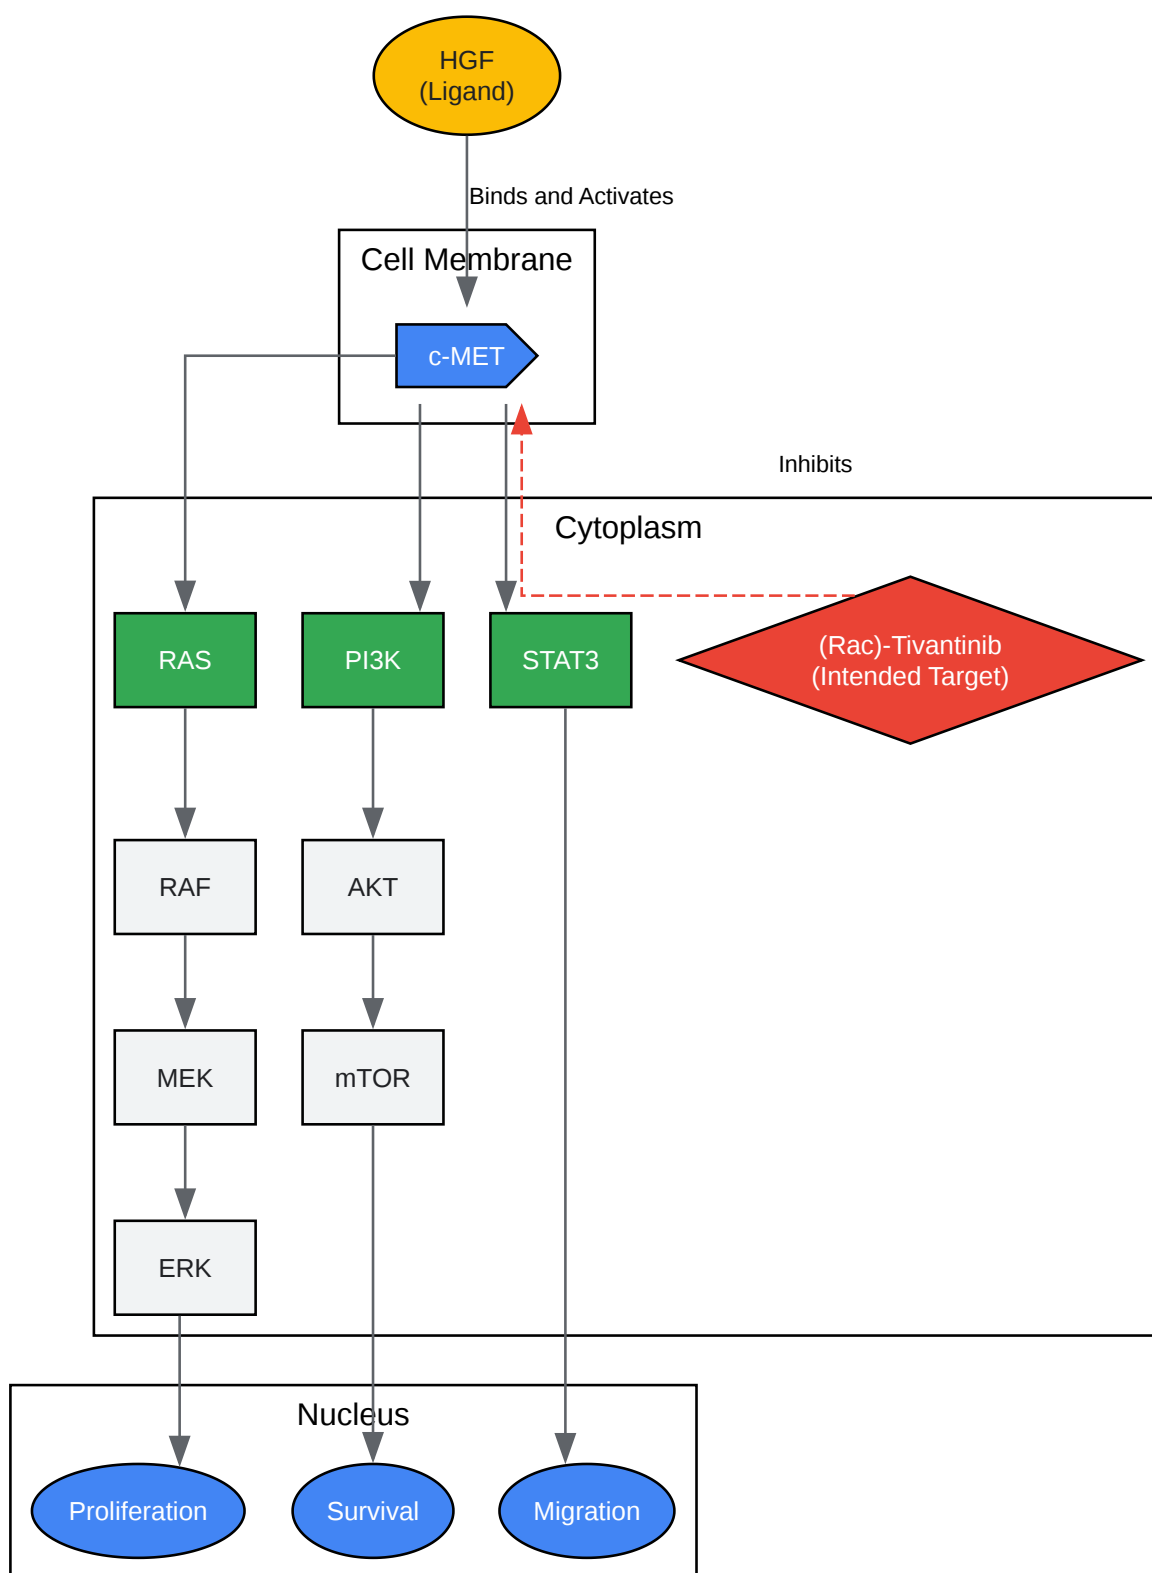 HGF
(Ligand)
Binds and Activates
Cell Membrane
c-MET
Inhibits
Cytoplasm
RAS
PI3K
STAT3
(Rac)-Tivantinib
(Intended Target)
RAF
AKT
MEK
mTOR
ERK
Nucleus
Proliferation
Survival
Migration